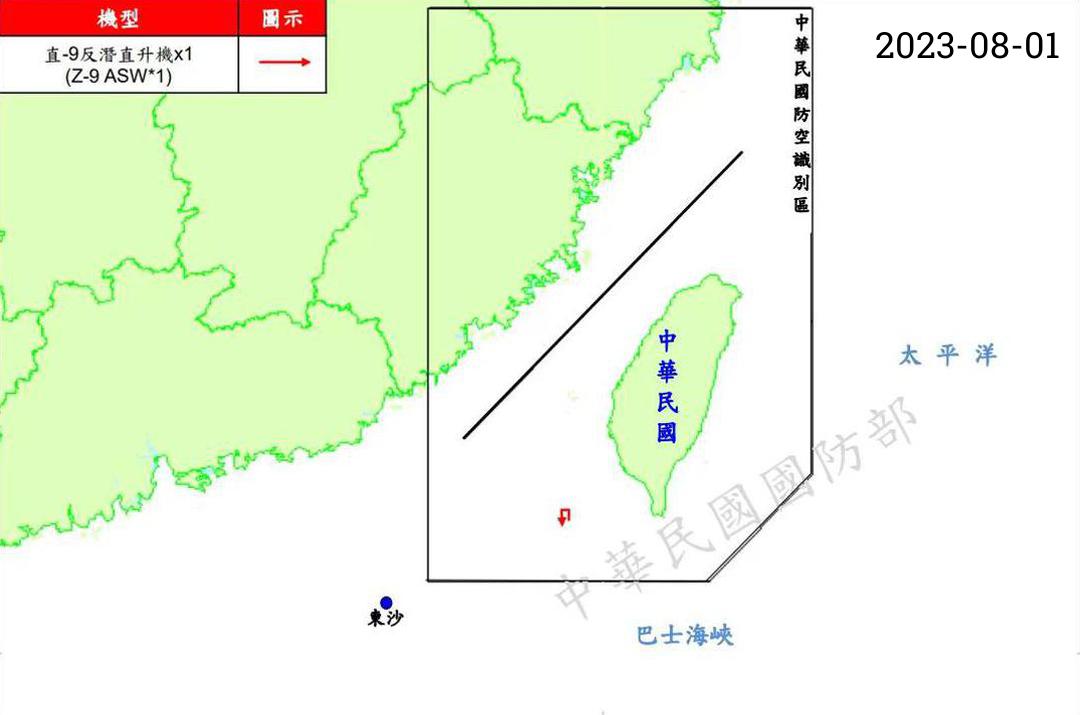 機型 圖示
直-9反潛直升機x1
(Z-9 ASW*1)
2023-08-01
中華民國防空識別區
中華民國
太平洋
中華民國國防部
東沙
巴士海峽